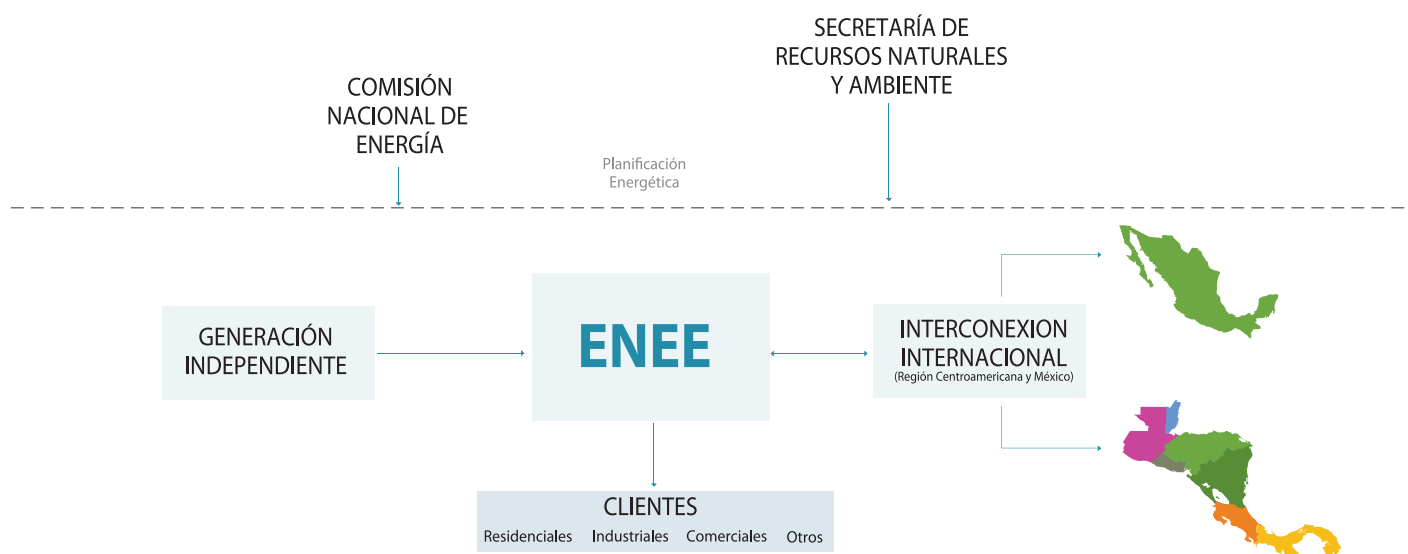 SECRETARÍA DE
RECURSOS NATURALES
Y AMBIENTE
COMISIÓN
NACIONAL DE
ENERGÍA
Planificación
Energética
GENERACIÓN
INDEPENDIENTE
ENEE
INTERCONEXION
INTERNACIONAL
(Región Centroamericana y México)
CLIENTES
Residenciales Industriales Comerciales Otros